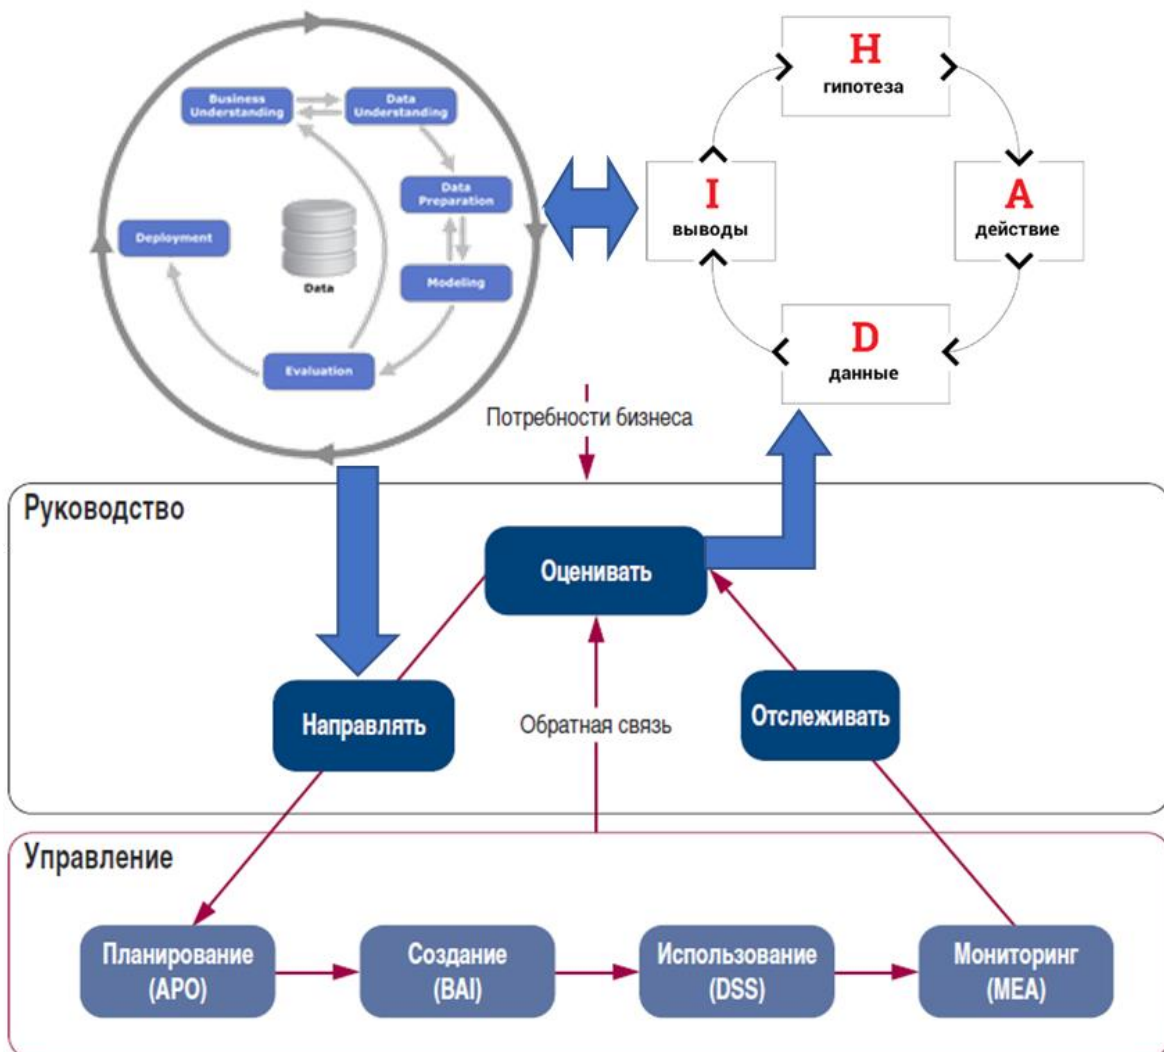 Business
Understanding
Data
Understanding
Data
Preparation
Deployment
Data
Modeling
Evaluation
H
гипотеза
I
выводы
A
действие
D
данные
Потребности бизнеса
Руководство
Оценивать
Направлять
Обратная связь
Отслеживать
Управление
Планирование
(APO)
Создание
(BAI)
Использование
(DSS)
Мониторинг
(MEA)